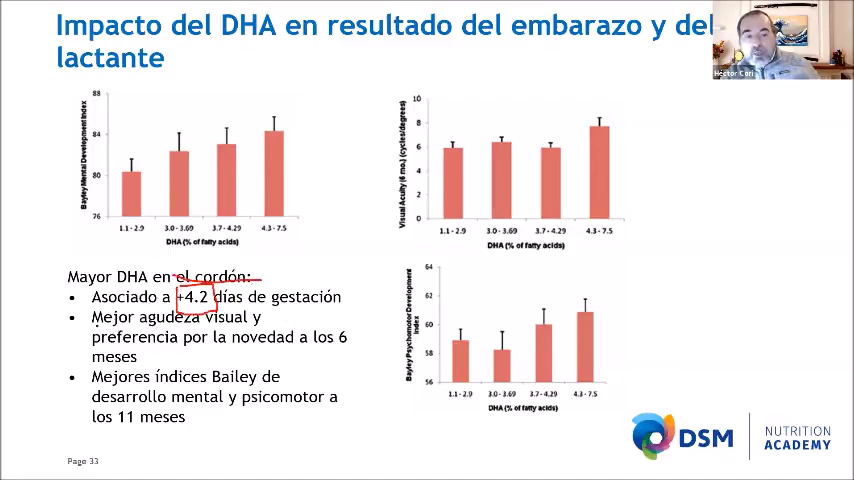 Impacto del DHA en resultado del embarazo y del
lactante
Héctor Cori
88
84
80
76
Bayley Mental Development Index
1.1 - 2.9
3.0 - 3.69
3.7 - 4.29
4.3 - 7.5
DHA (% of fatty acids)
10
8
6
4
2
0
Visual Acuity (6 mo.) (cycles/degrees)
1.1 - 2.9
3.0 - 3.69
3.7 - 4.29
4.3 - 7.5
DHA (% of fatty acids)
Mayor DHA en el cordón:
• Asociado a +4.2 días de gestación
• Mejor agudeza visual y
preferencia por la novedad a los 6
meses
• Mejores índices Bailey de
desarrollo mental y psicomotor a
los 11 meses
64
62
60
58
56
Bayley Psychomotor Development
Index
1.1 - 2.9
3.0 - 3.69
3.7 - 4.29
4.3 - 7.5
DHA (% of fatty acids)
DSM
NUTRITION
ACADEMY
Page 33